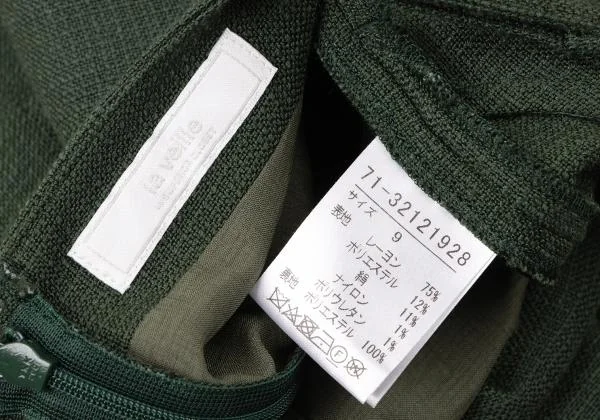 la veille
71-32121928
サイズ 9
表地 レーヨン 75%
ポリエステル 12%
絹 11%
ナイロン 1%
ポリウレタン 1%
裏地 ポリエステル 100%